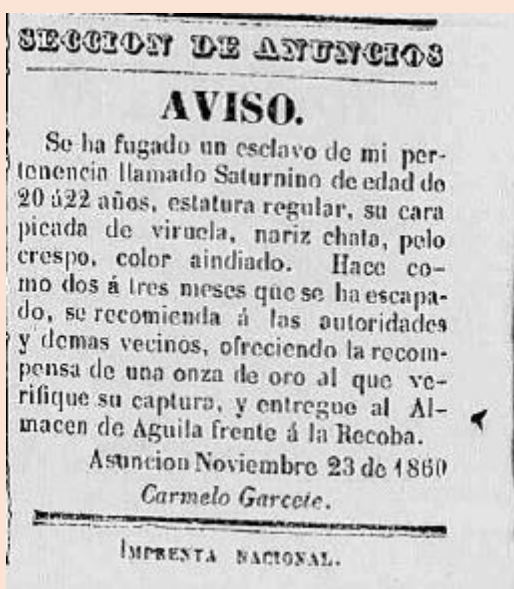 SECCION DE ANUNCIOS
AVISO.
Se ha fugado un esclavo de mi per-
tenencia llamado Saturnino de edad de
20 á 22 años, estatura regular, su cara
picada de viruela, nariz chata, pelo
crespo, color aindiado. Hace co-
mo dos á tres meses que se ha escapa-
do, se recomienda á las autoridades
y demas vecinos, ofreciendo la recom-
pensa de una onza de oro al que ve-
rifique su captura, y entregue al Al-
macen de Aguila frente á la Recoba.
Asuncion Noviembre 23 de 1860
Carmelo Garcete.
IMPRENTA NACIONAL.